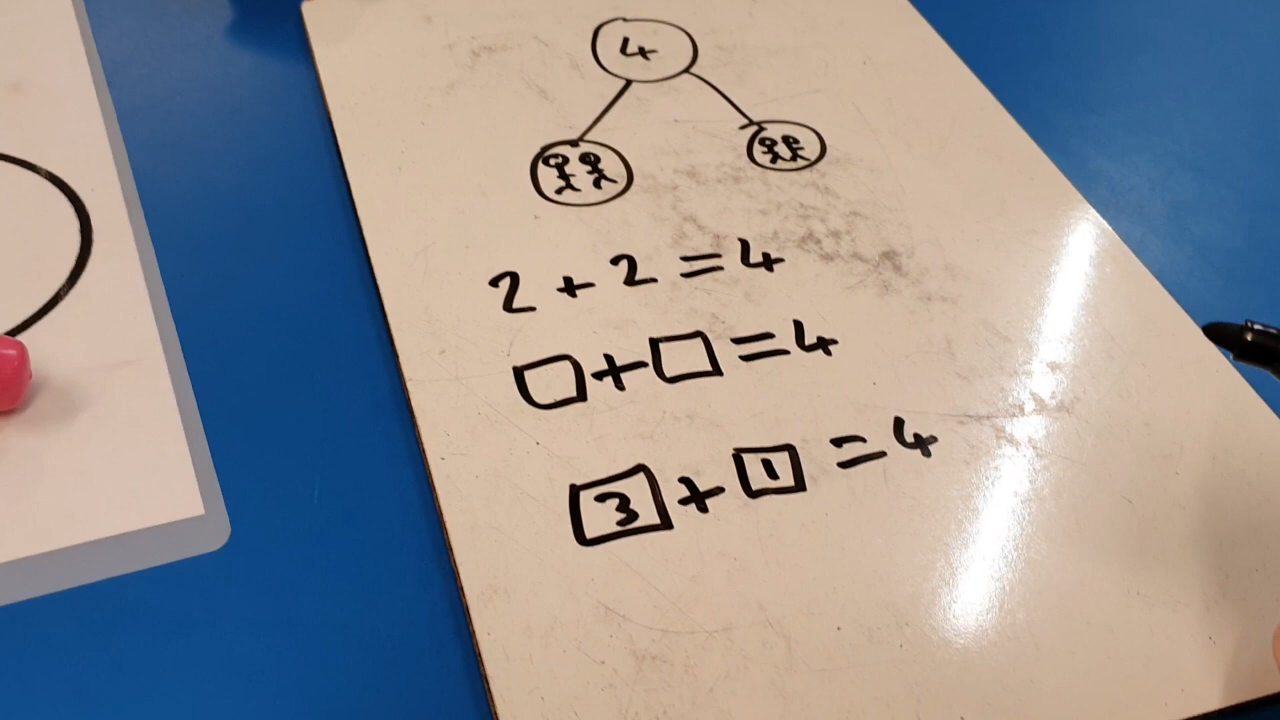 4
2 + 2 = 4
□ + □ = 4
3 + 1 = 4